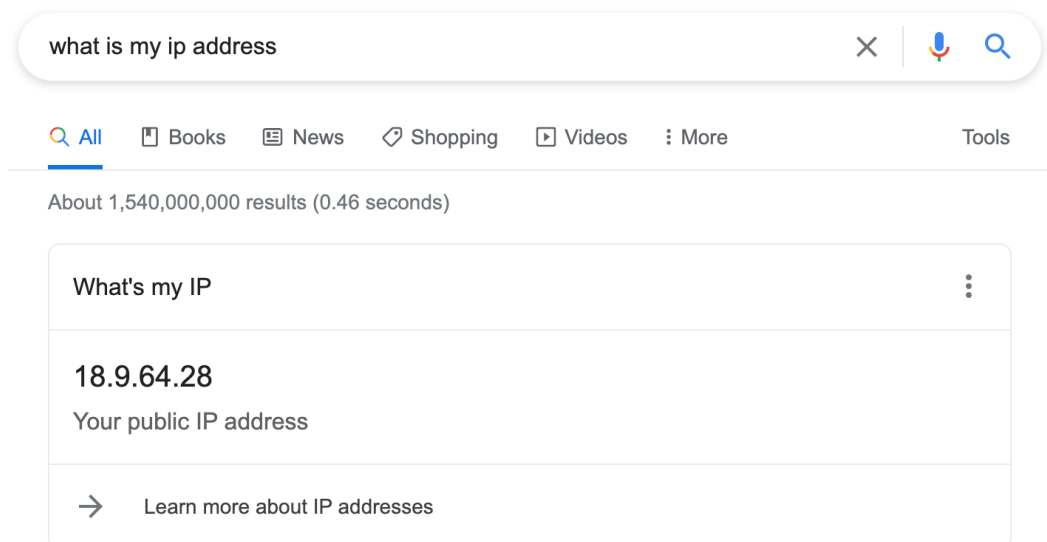 what is my ip address
All Books News Shopping Videos More Tools
About 1,540,000,000 results (0.46 seconds)
What's my IP
18.9.64.28
Your public IP address
Learn more about IP addresses